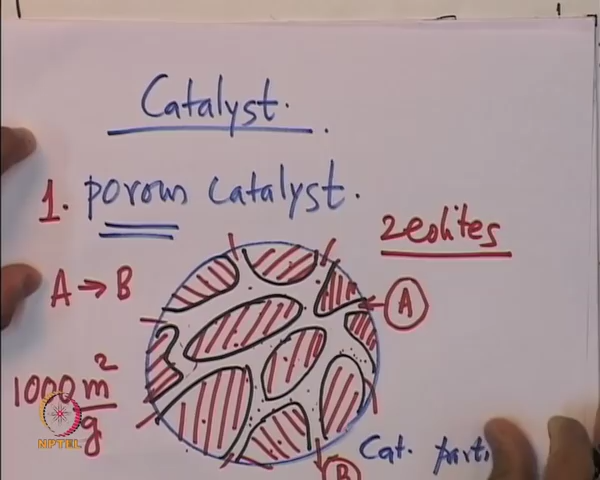 Catalyst.
1. porous catalyst.
zeolites
A → B
A
1000 m²/g
NPTEL
Cat.
B